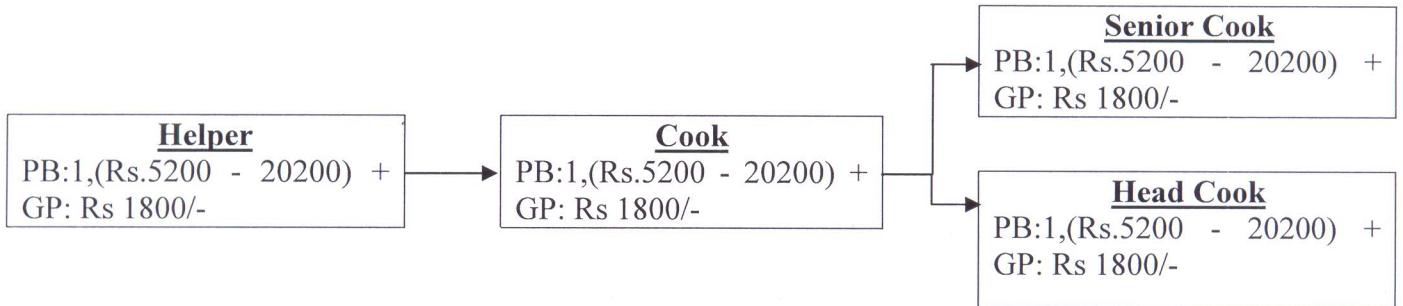 Helper
PB:1,(Rs.5200 - 20200) +
GP: Rs 1800/-
Cook
PB:1,(Rs.5200 - 20200) +
GP: Rs 1800/-
Senior Cook
PB:1,(Rs.5200 - 20200) +
GP: Rs 1800/-
Head Cook
PB:1,(Rs.5200 - 20200) +
GP: Rs 1800/-